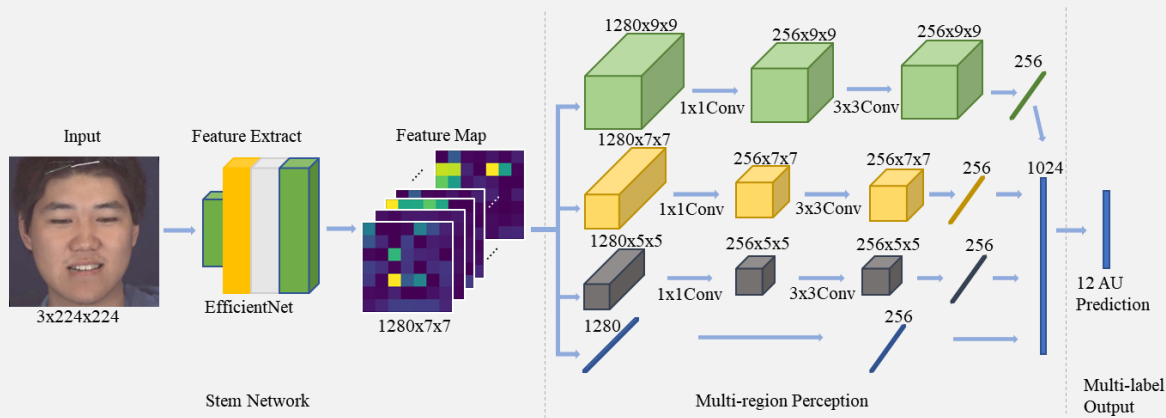 Input
3x224x224
Feature Extract
EfficientNet
Feature Map
1280x7x7
Stem Network
1280x9x9
1x1Conv
256x9x9
3x3Conv
256x9x9
256
1280x7x7
1x1Conv
256x7x7
3x3Conv
256x7x7
256
1280x5x5
1x1Conv
256x5x5
3x3Conv
256x5x5
256
1280
256
1024
Multi-region Perception
12 AU
Prediction
Multi-label
Output